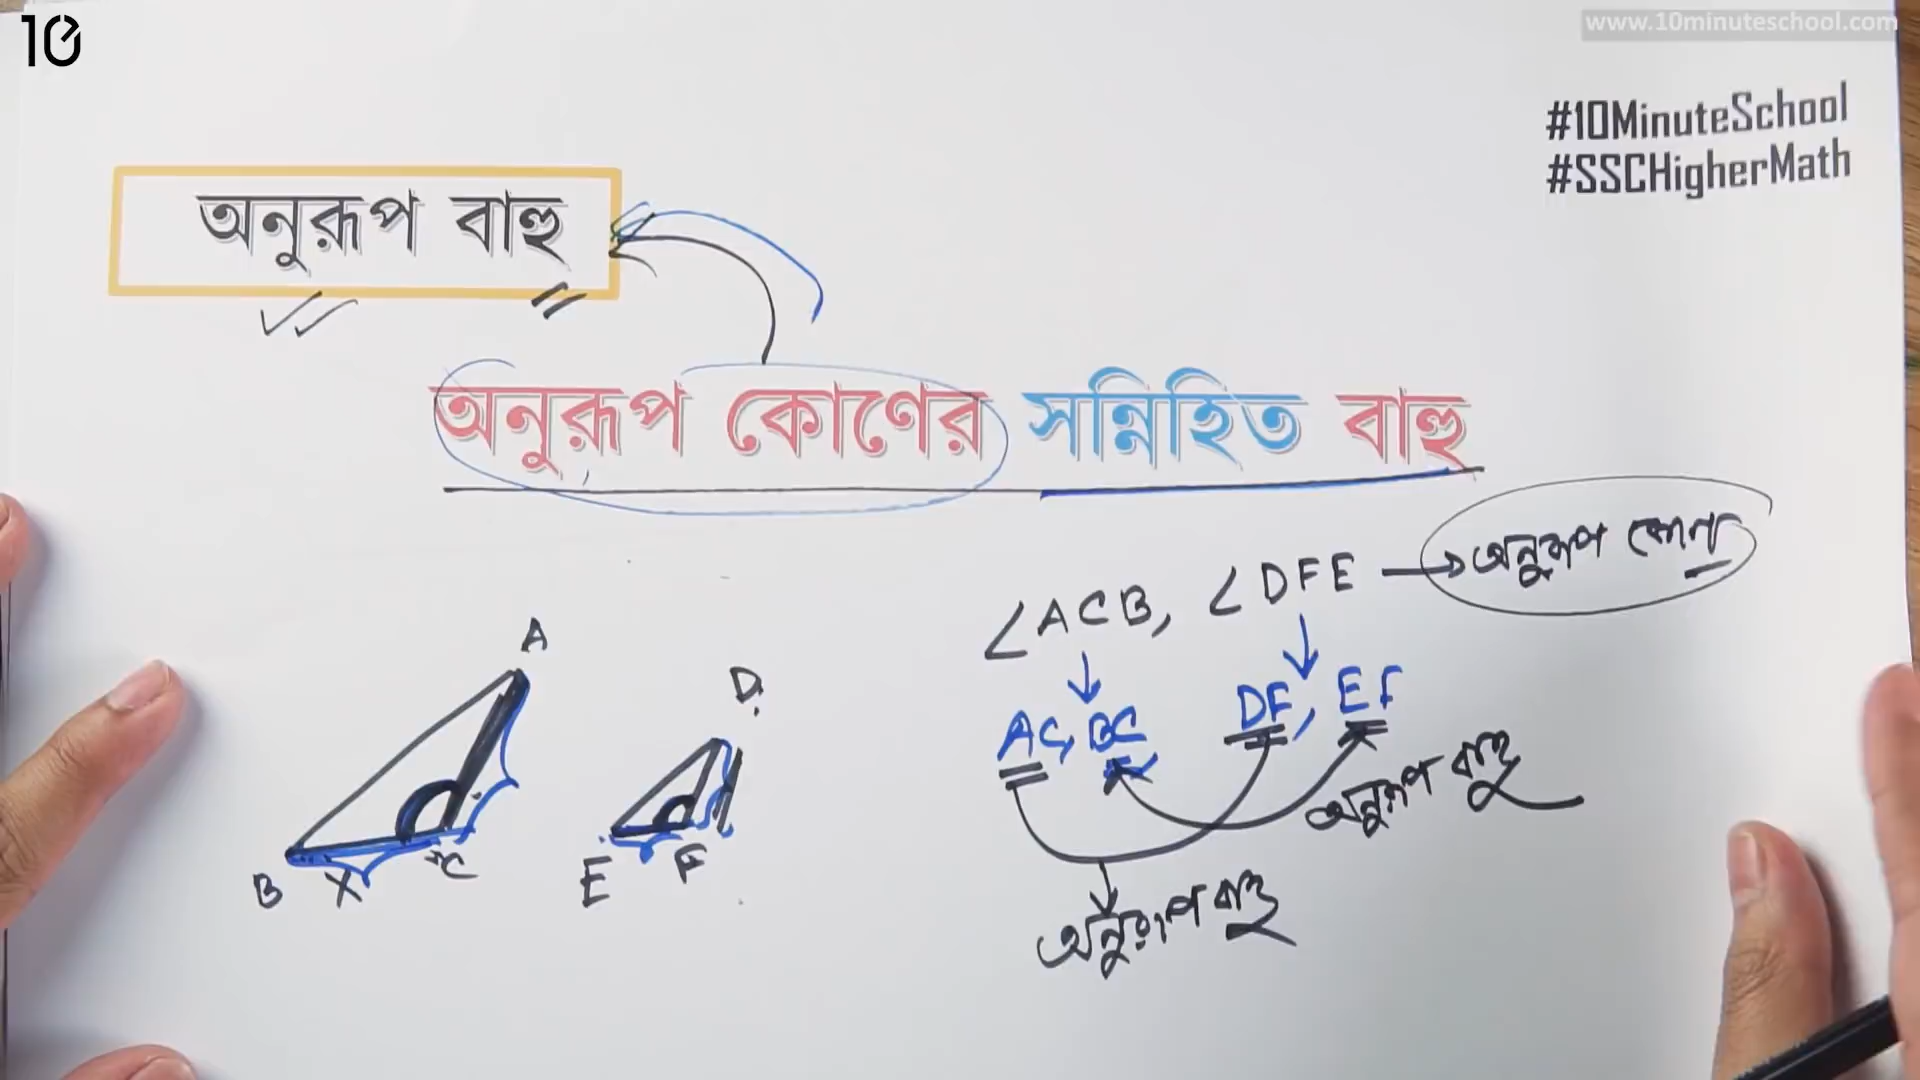 10
www.10minuteschool.com
#10MinuteSchool
#SSCHigherMath
অনুরূপ বাহু
অনুরূপ কোণের সন্নিহিত বাহু
∠ACB, ∠DFE → অনুরূপ কোণ
AC, BC DF, EF
অনুরূপ বাহু
অনুরূপ বাহু
A
D
B X C
E F